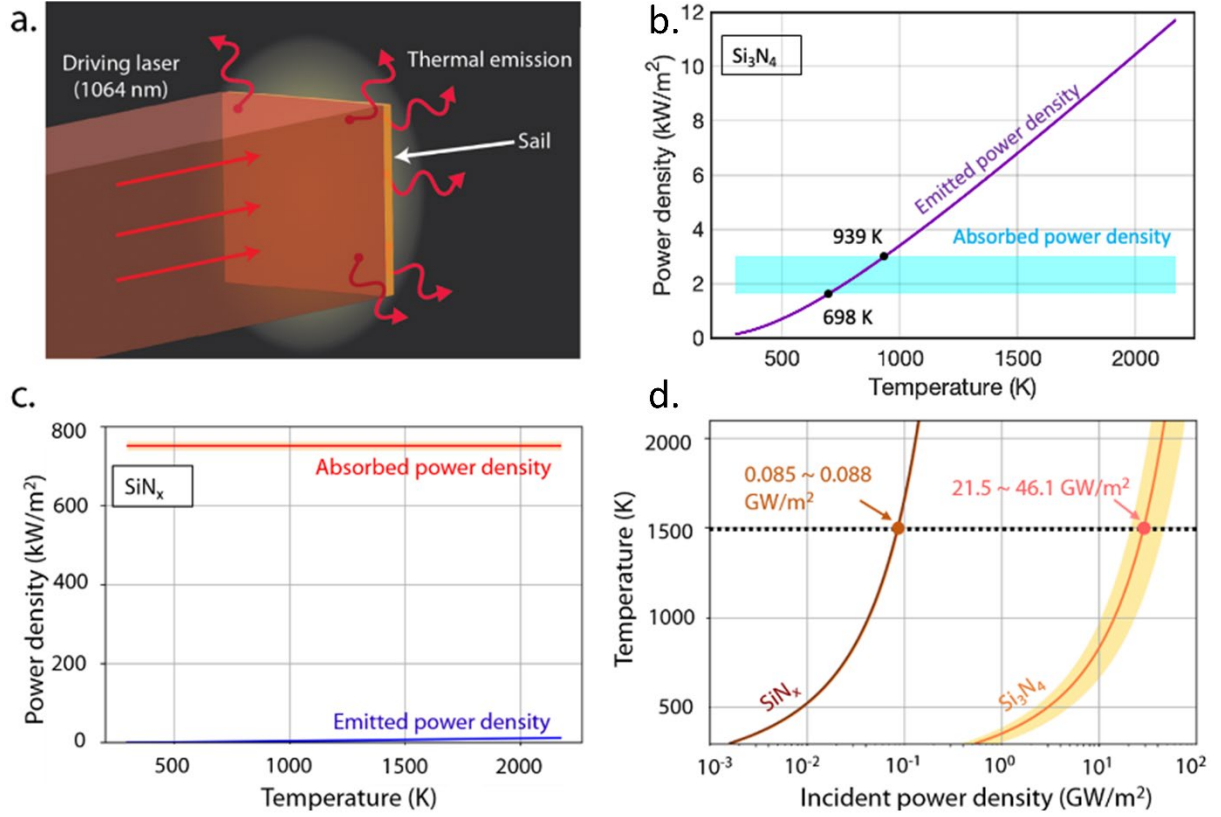 a.
Driving laser
(1064 nm)
Thermal emission
Sail
b.
Power density (kW/m²)
12
10
8
6
4
2
0
Si₃N₄
Emitted power density
939 K
Absorbed power density
698 K
500
1000
1500
2000
Temperature (K)
c.
Power density (kW/m²)
800
600
400
200
0
SiNₓ
Absorbed power density
Emitted power density
500
1000
1500
2000
Temperature (K)
d.
Temperature (K)
2000
1500
1000
500
0.085 ~ 0.088
GW/m²
21.5 ~ 46.1 GW/m²
SiNₓ
Si₃N₄
10⁻³
10⁻²
10⁻¹
10⁰
10¹
10²
Incident power density (GW/m²)